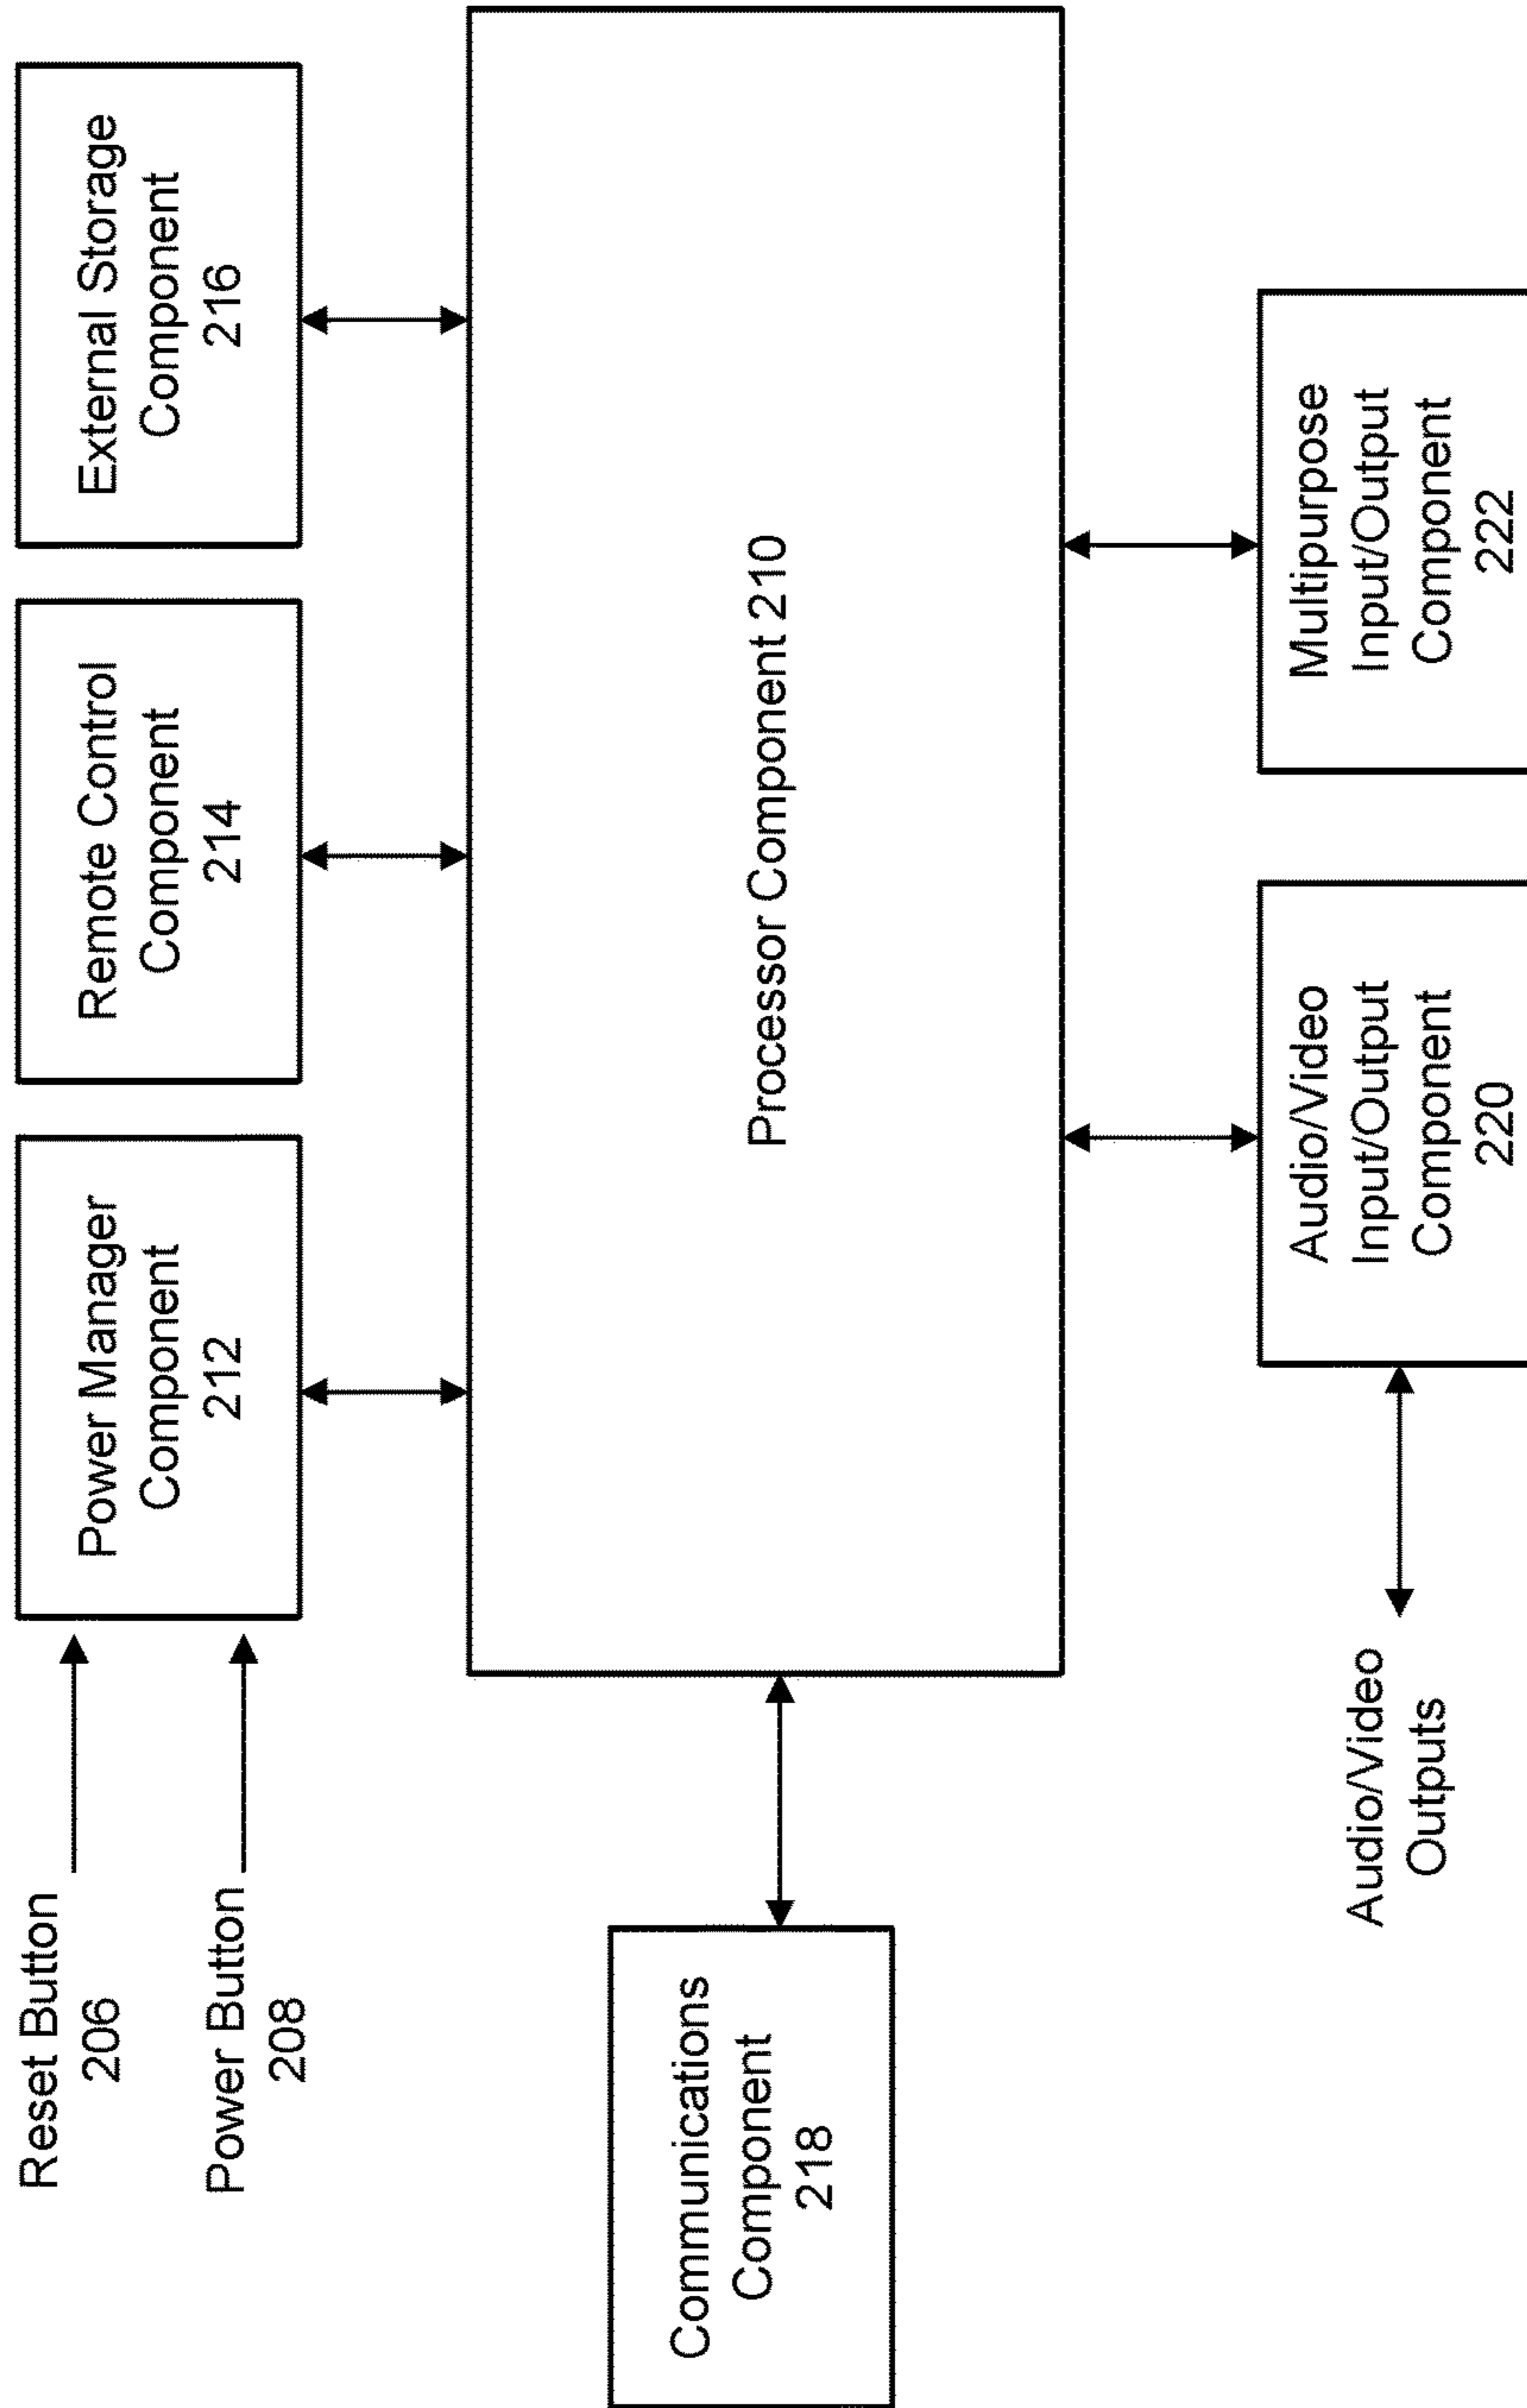 Reset Button
206
Power Button
208
Power Manager
Component
212
Remote Control
Component
214
External Storage
Component
216
Communications
Component
218
Processor Component 210
Audio/Video
Outputs
Audio/Video
Input/Output
Component
220
Multipurpose
Input/Output
Component
222